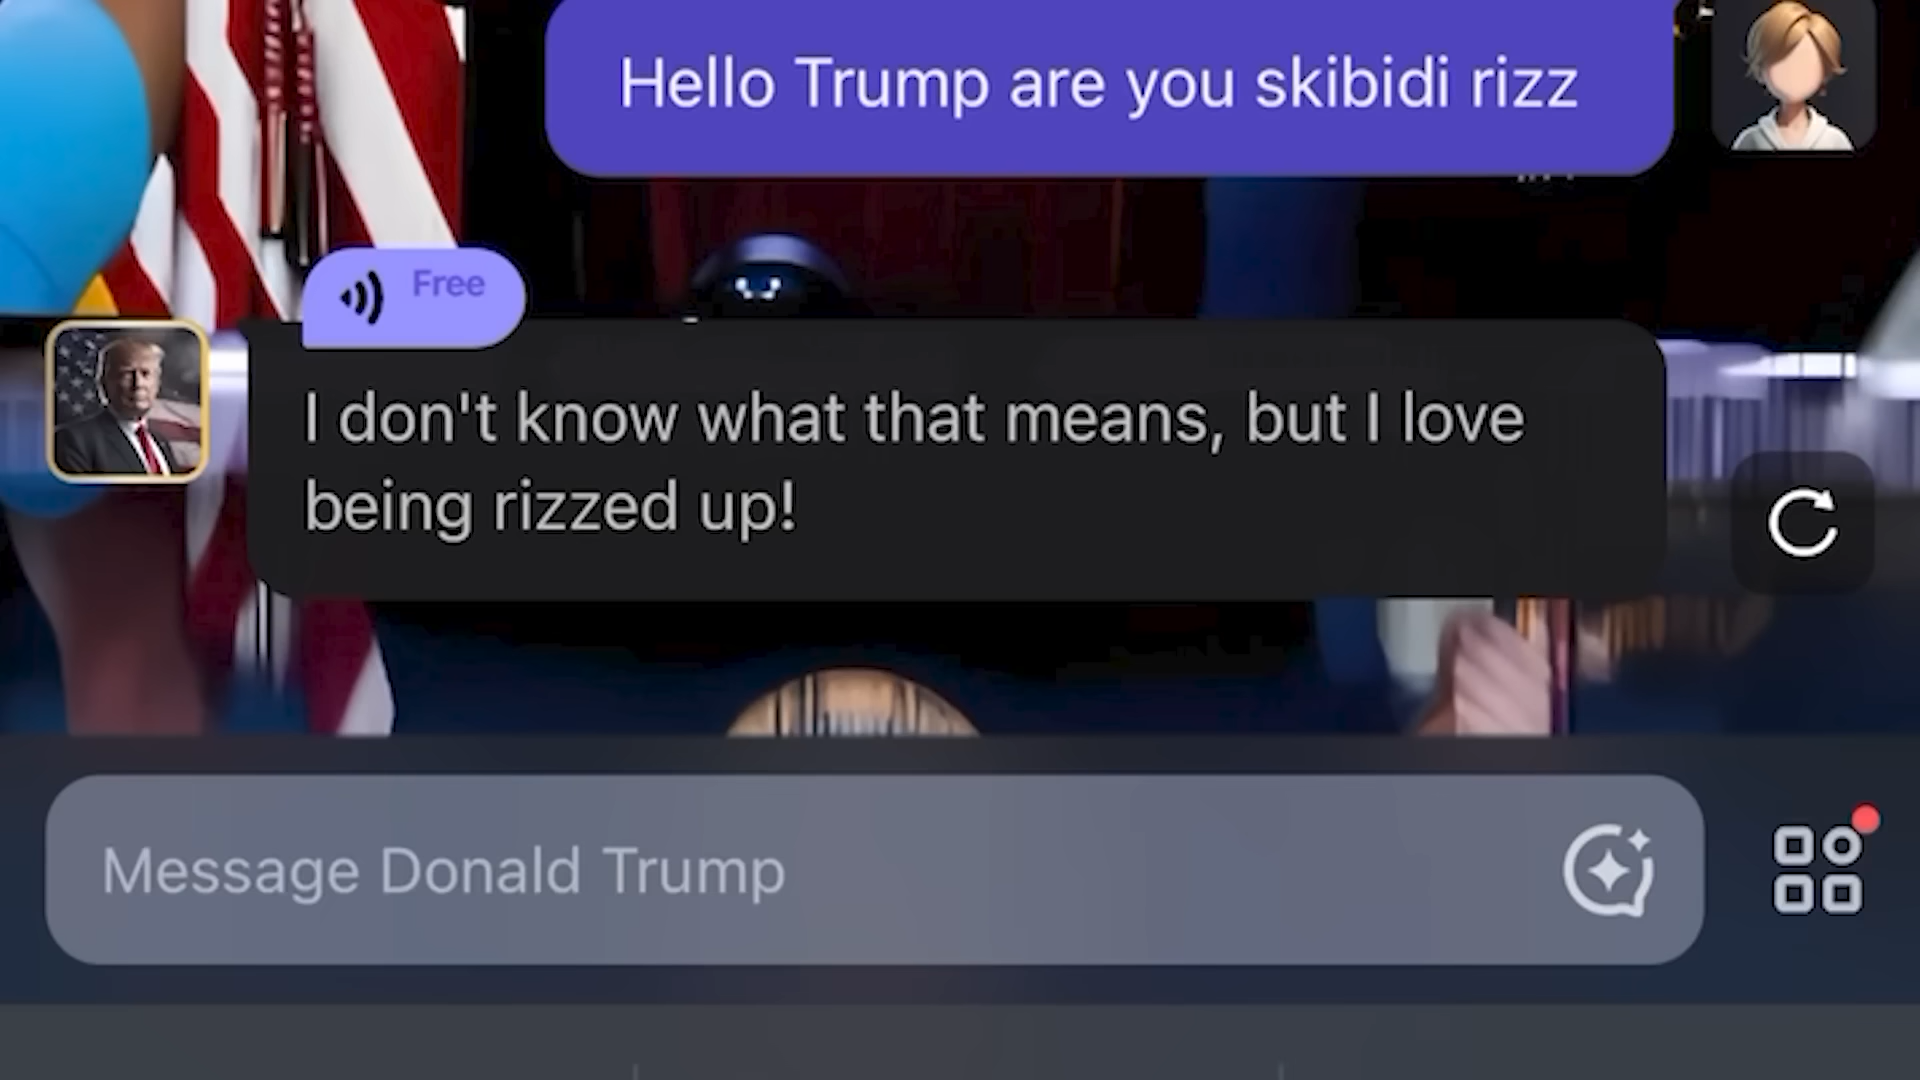 Hello Trump are you skibidi rizz
Free
I don't know what that means, but I love
being rizzed up!
Message Donald Trump